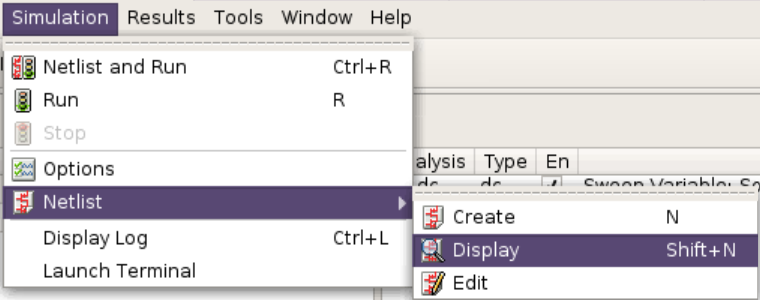 Simulation Results Tools Window Help
Netlist and Run Ctrl+R
Run R
Stop
Options
Netlist
Display Log Ctrl+L
Launch Terminal
alysis Type En
dc dc Sweep Variable: So
Create N
Display Shift+N
Edit